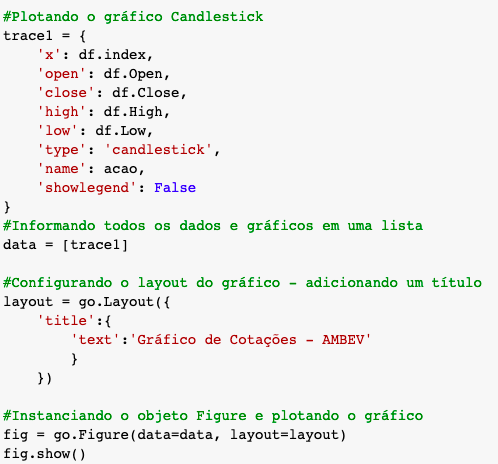 #Plotando o gráfico Candlestick
trace1 = {
    'x': df.index,
    'open': df.Open,
    'close': df.Close,
    'high': df.High,
    'low': df.Low,
    'type': 'candlestick',
    'name': acao,
    'showlegend': False
}
#Informando todos os dados e gráficos em uma lista
data = [trace1]

#Configurando o layout do gráfico - adicionando um título
layout = go.Layout({
    'title':{
        'text':'Gráfico de Cotações - AMBEV'
        }
    })

#Instanciando o objeto Figure e plotando o gráfico
fig = go.Figure(data=data, layout=layout)
fig.show()